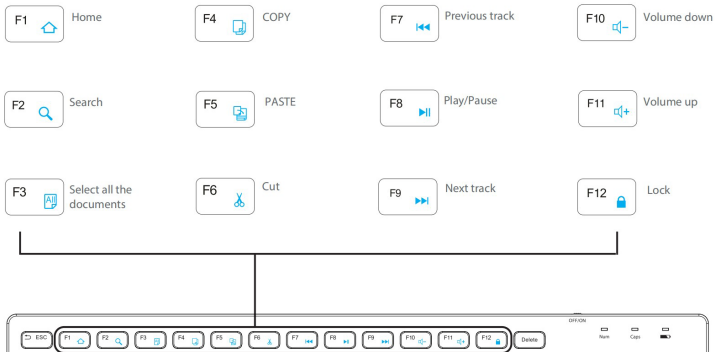 F1 Home
F4 COPY
F7 Previous track
F10 Volume down
F2 Search
F5 PASTE
F8 Play/Pause
F11 Volume up
F3 All Select all the
documents
F6 Cut
F9 Next track
F12 Lock
OFF/ON
ESC F1 F2 F3 F4 F5 F6 F7 F8 F9 F10 F11 F12 Delete
Num Caps